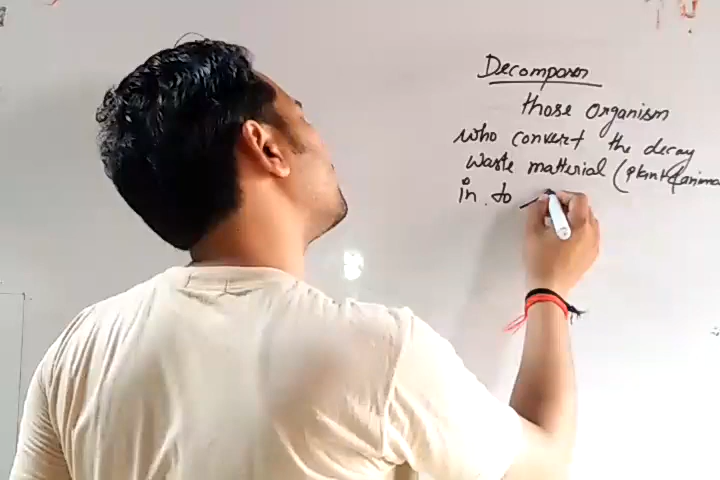 Decomposer
those organism
who convert the decay
waste matterial (plant & anima
in to